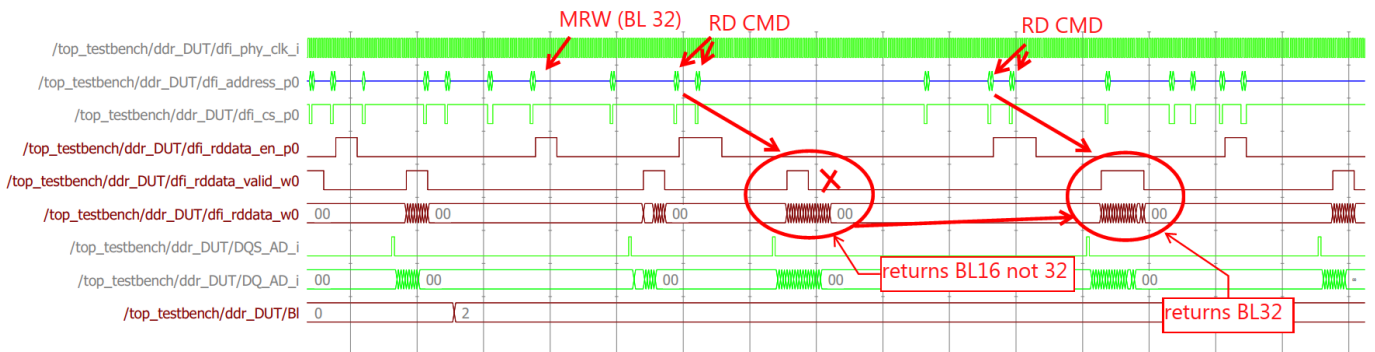 MRW (BL 32) RD CMD RD CMD
/top_testbench/ddr_DUT/dfi_phy_clk_i
/top_testbench/ddr_DUT/dfi_address_p0
/top_testbench/ddr_DUT/dfi_cs_p0
/top_testbench/ddr_DUT/dfi_rddata_en_p0
/top_testbench/ddr_DUT/dfi_rddata_valid_w0
/top_testbench/ddr_DUT/dfi_rddata_w0 00 00 00 00 00
/top_testbench/ddr_DUT/DQS_AD_i
/top_testbench/ddr_DUT/DQ_AD_i 00 00 00 00 00
returns BL16 not 32
/top_testbench/ddr_DUT/Bl 0 2
returns BL32